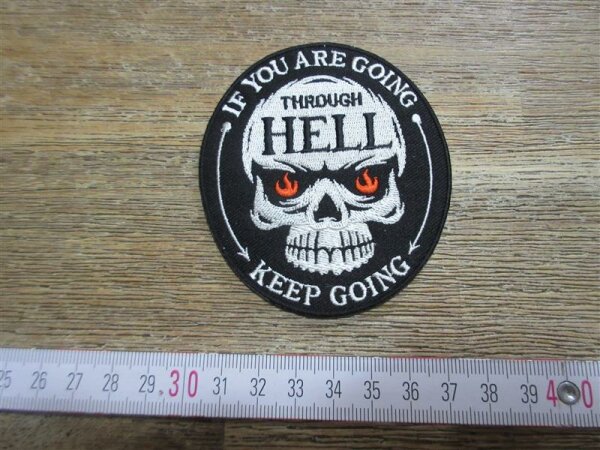 IF YOU ARE GOING
THROUGH
HELL
KEEP GOING
25 26 27 28 29 30 31 32 33 34 35 36 37 38 39 40